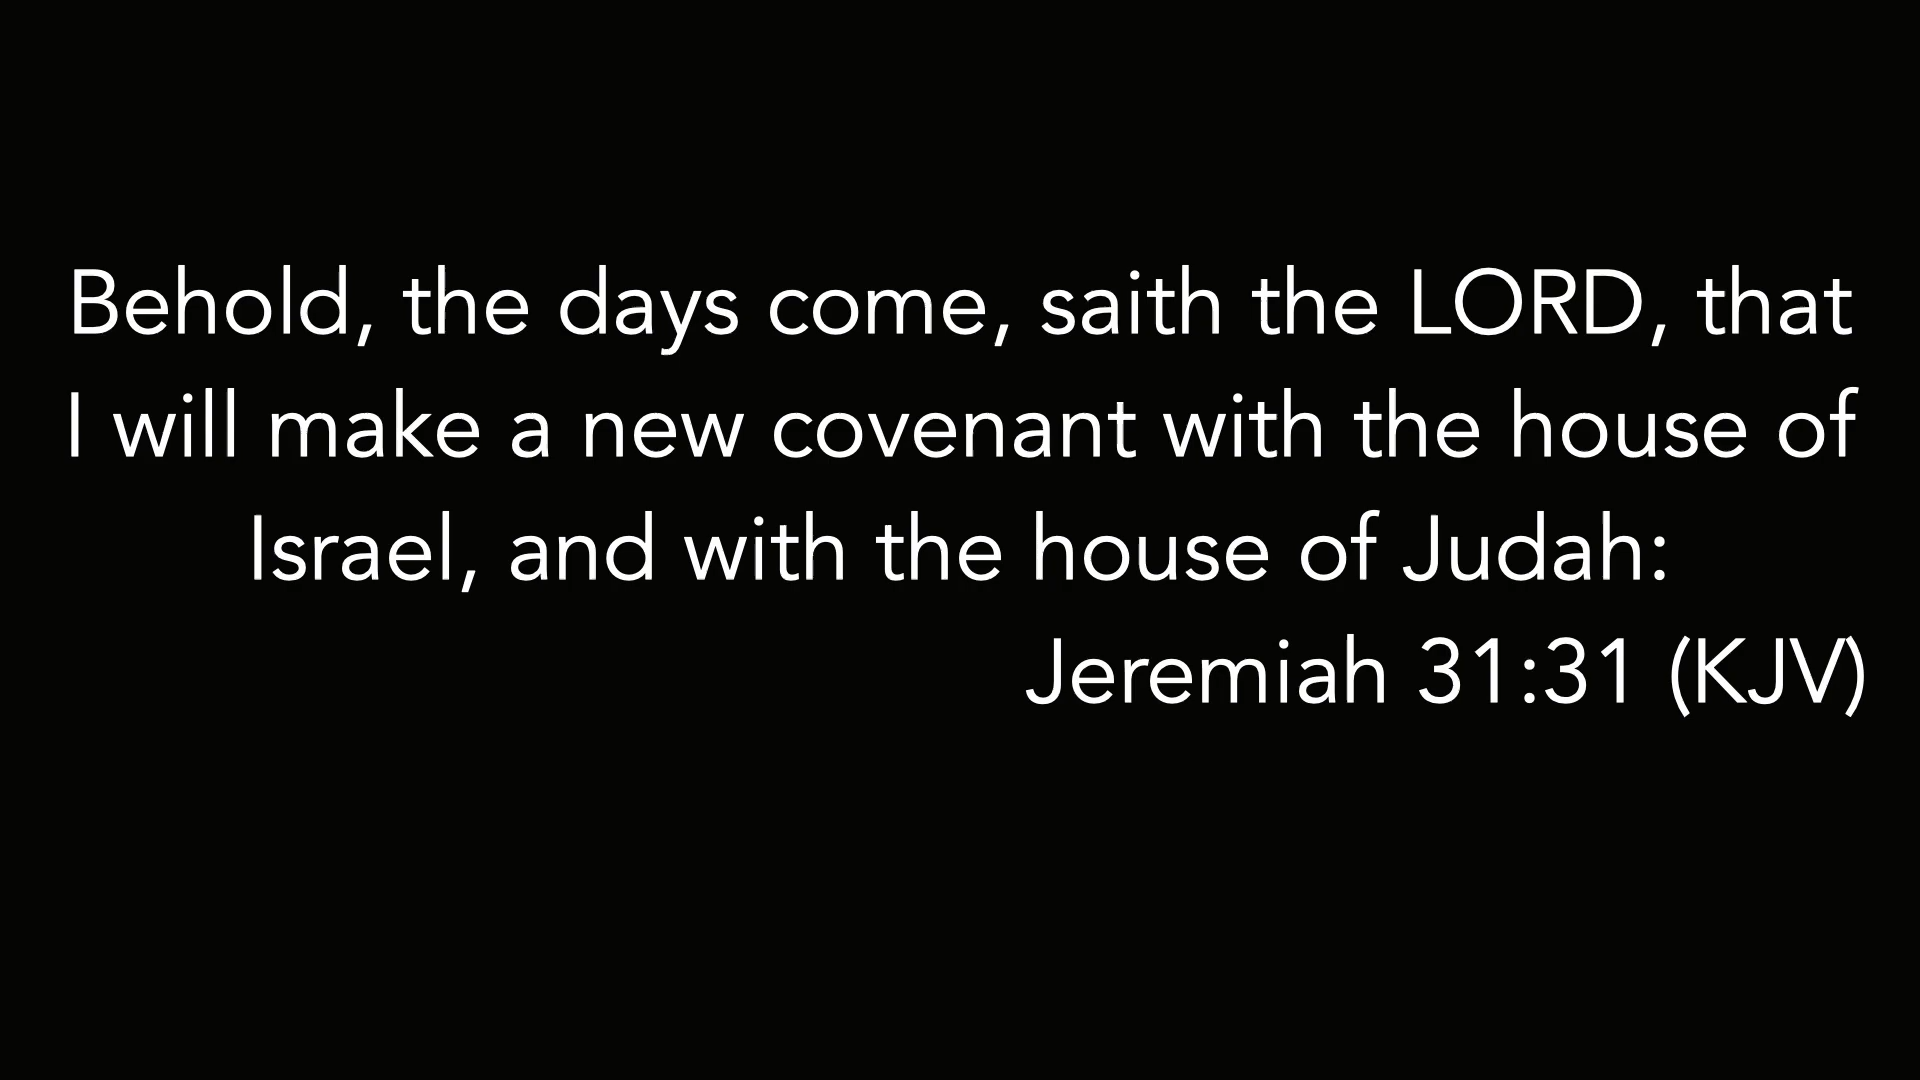 Behold, the days come, saith the LORD, that
I will make a new covenant with the house of
Israel, and with the house of Judah:
Jeremiah 31:31 (KJV)